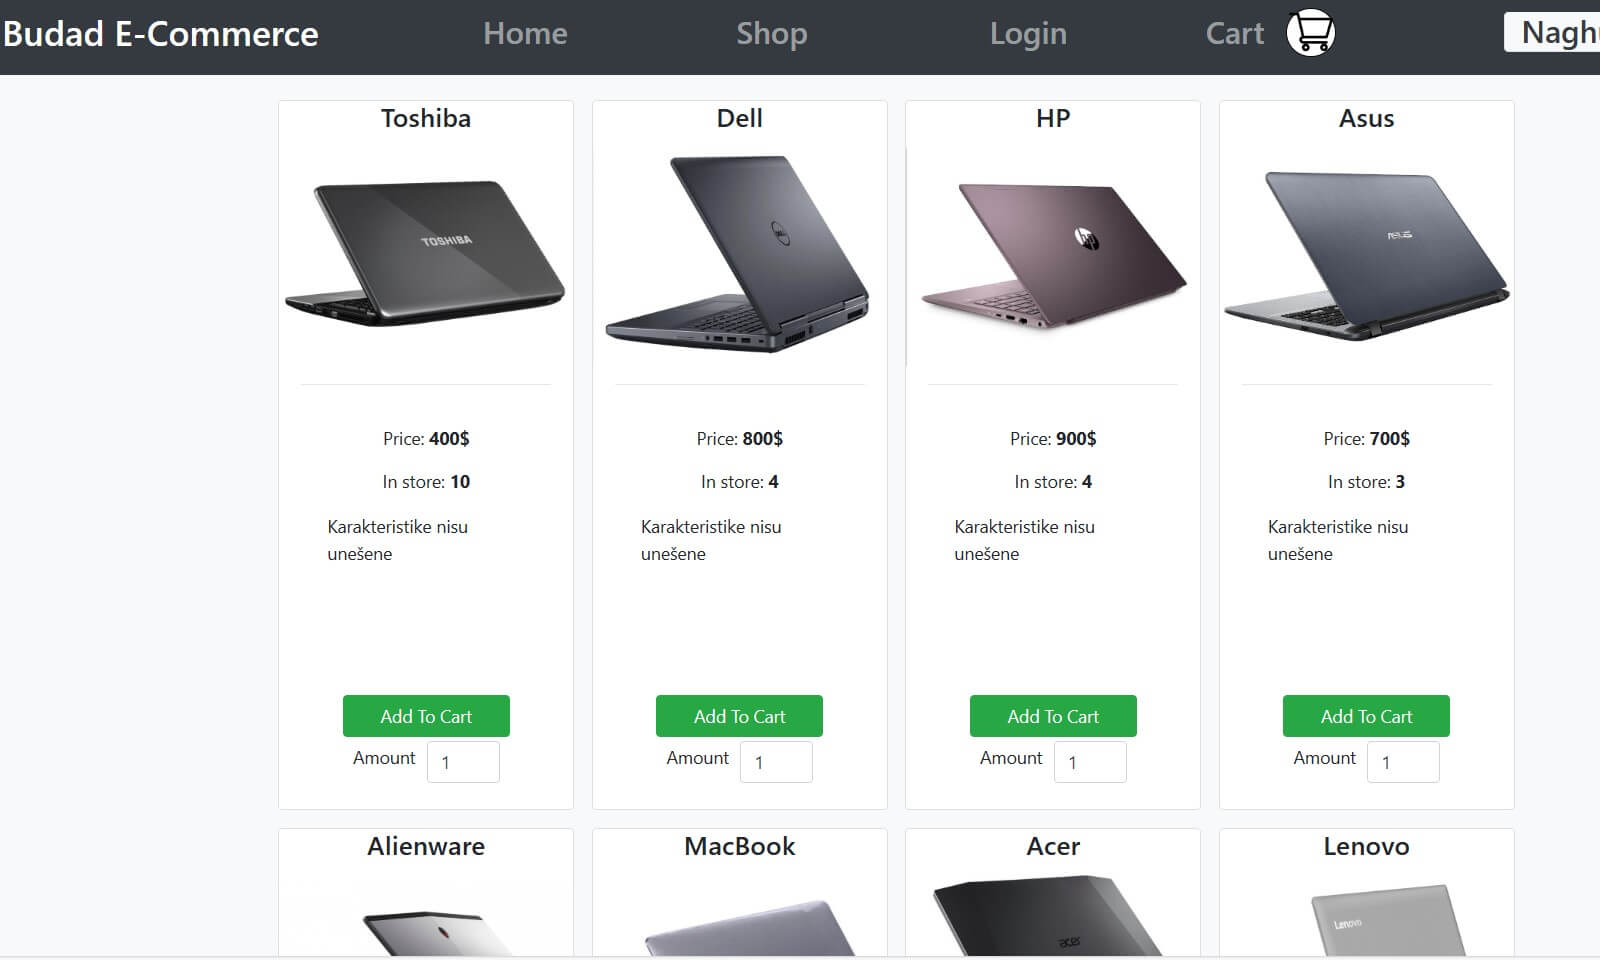 Budad E-Commerce Home Shop Login Cart
Toshiba Dell HP Asus
TOSHIBA
DELL
hp
ASUS
Price: 400$ Price: 800$ Price: 900$ Price: 700$
In store: 10 In store: 4 In store: 4 In store: 3
Karakteristike nisu Karakteristike nisu Karakteristike nisu Karakteristike nisu
unešene unešene unešene unešene
Add To Cart Add To Cart Add To Cart Add To Cart
Amount 1 Amount 1 Amount 1 Amount 1
Alienware MacBook Acer Lenovo
acer
Lenovo